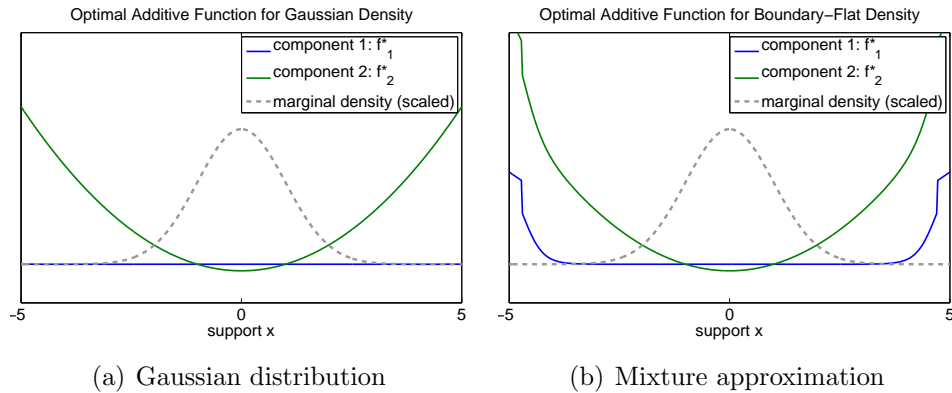 Optimal Additive Function for Gaussian Density
component 1: f*1
component 2: f*2
marginal density (scaled)
−5
0
5
support x
(a) Gaussian distribution
Optimal Additive Function for Boundary−Flat Density
component 1: f*1
component 2: f*2
marginal density (scaled)
−5
0
5
support x
(b) Mixture approximation